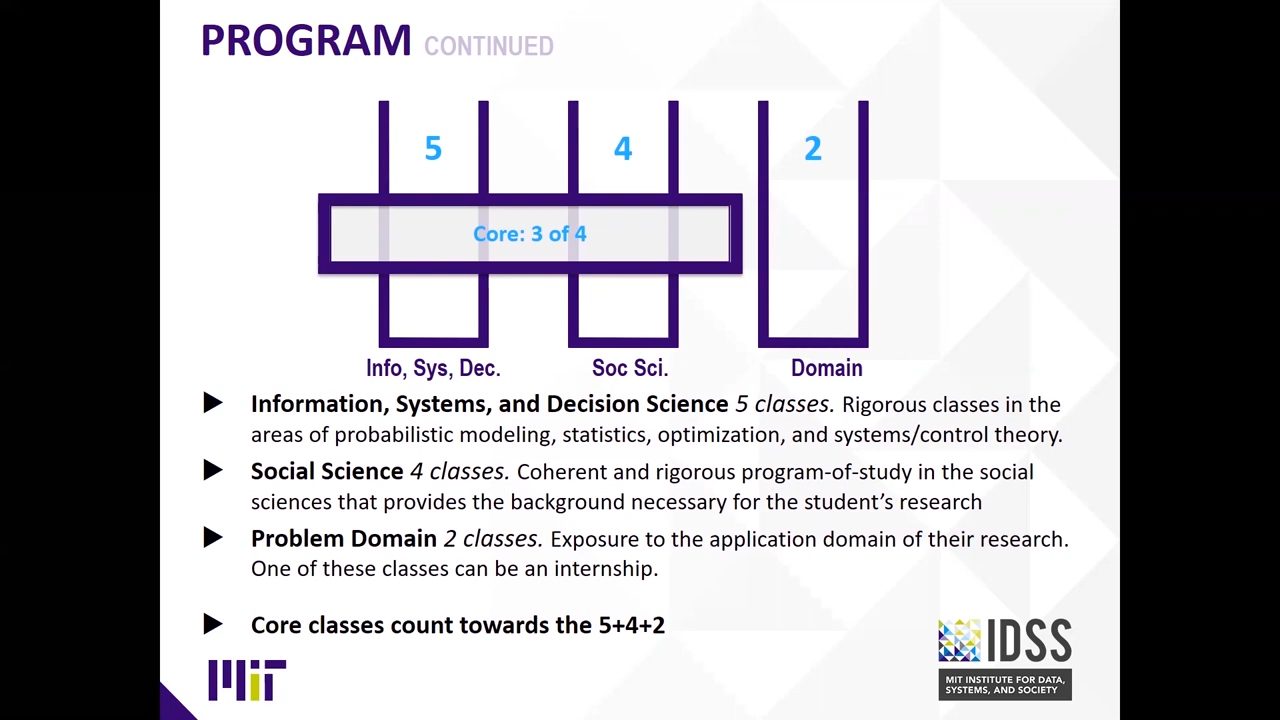 PROGRAM CONTINUED
5 4 2
Core: 3 of 4
Info, Sys, Dec. Soc Sci. Domain
▶ Information, Systems, and Decision Science 5 classes. Rigorous classes in the
areas of probabilistic modeling, statistics, optimization, and systems/control theory.
▶ Social Science 4 classes. Coherent and rigorous program-of-study in the social
sciences that provides the background necessary for the student’s research
▶ Problem Domain 2 classes. Exposure to the application domain of their research.
One of these classes can be an internship.
▶ Core classes count towards the 5+4+2
MIT
IDSS
MIT INSTITUTE FOR DATA,
SYSTEMS, AND SOCIETY